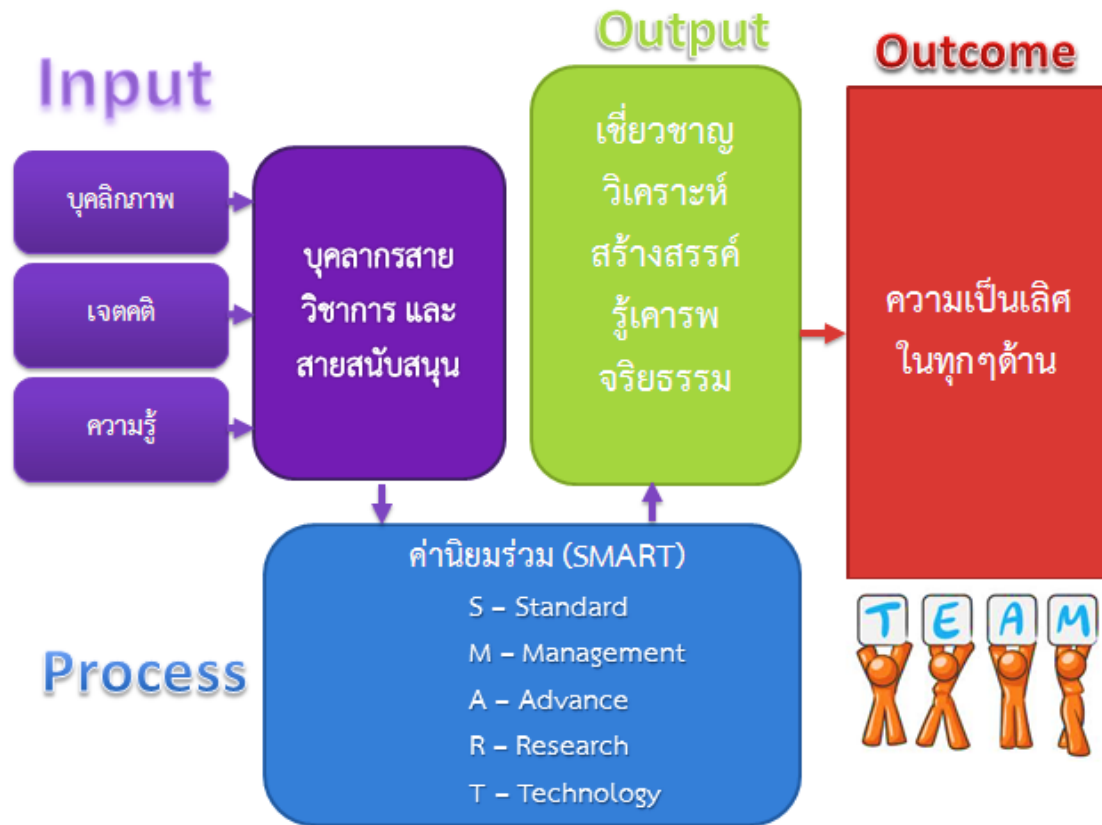 Input
บุคลิกภาพ
เจตคติ
ความรู้
บุคลากรสาย
วิชาการ และ
สายสนับสนุน
Process
ค่านิยมร่วม (SMART)
S – Standard
M – Management
A – Advance
R – Research
T – Technology
Output
เชี่ยวชาญ
วิเคราะห์
สร้างสรรค์
รู้เคารพ
จริยธรรม
Outcome
ความเป็นเลิศ
ในทุกๆด้าน
TEAM